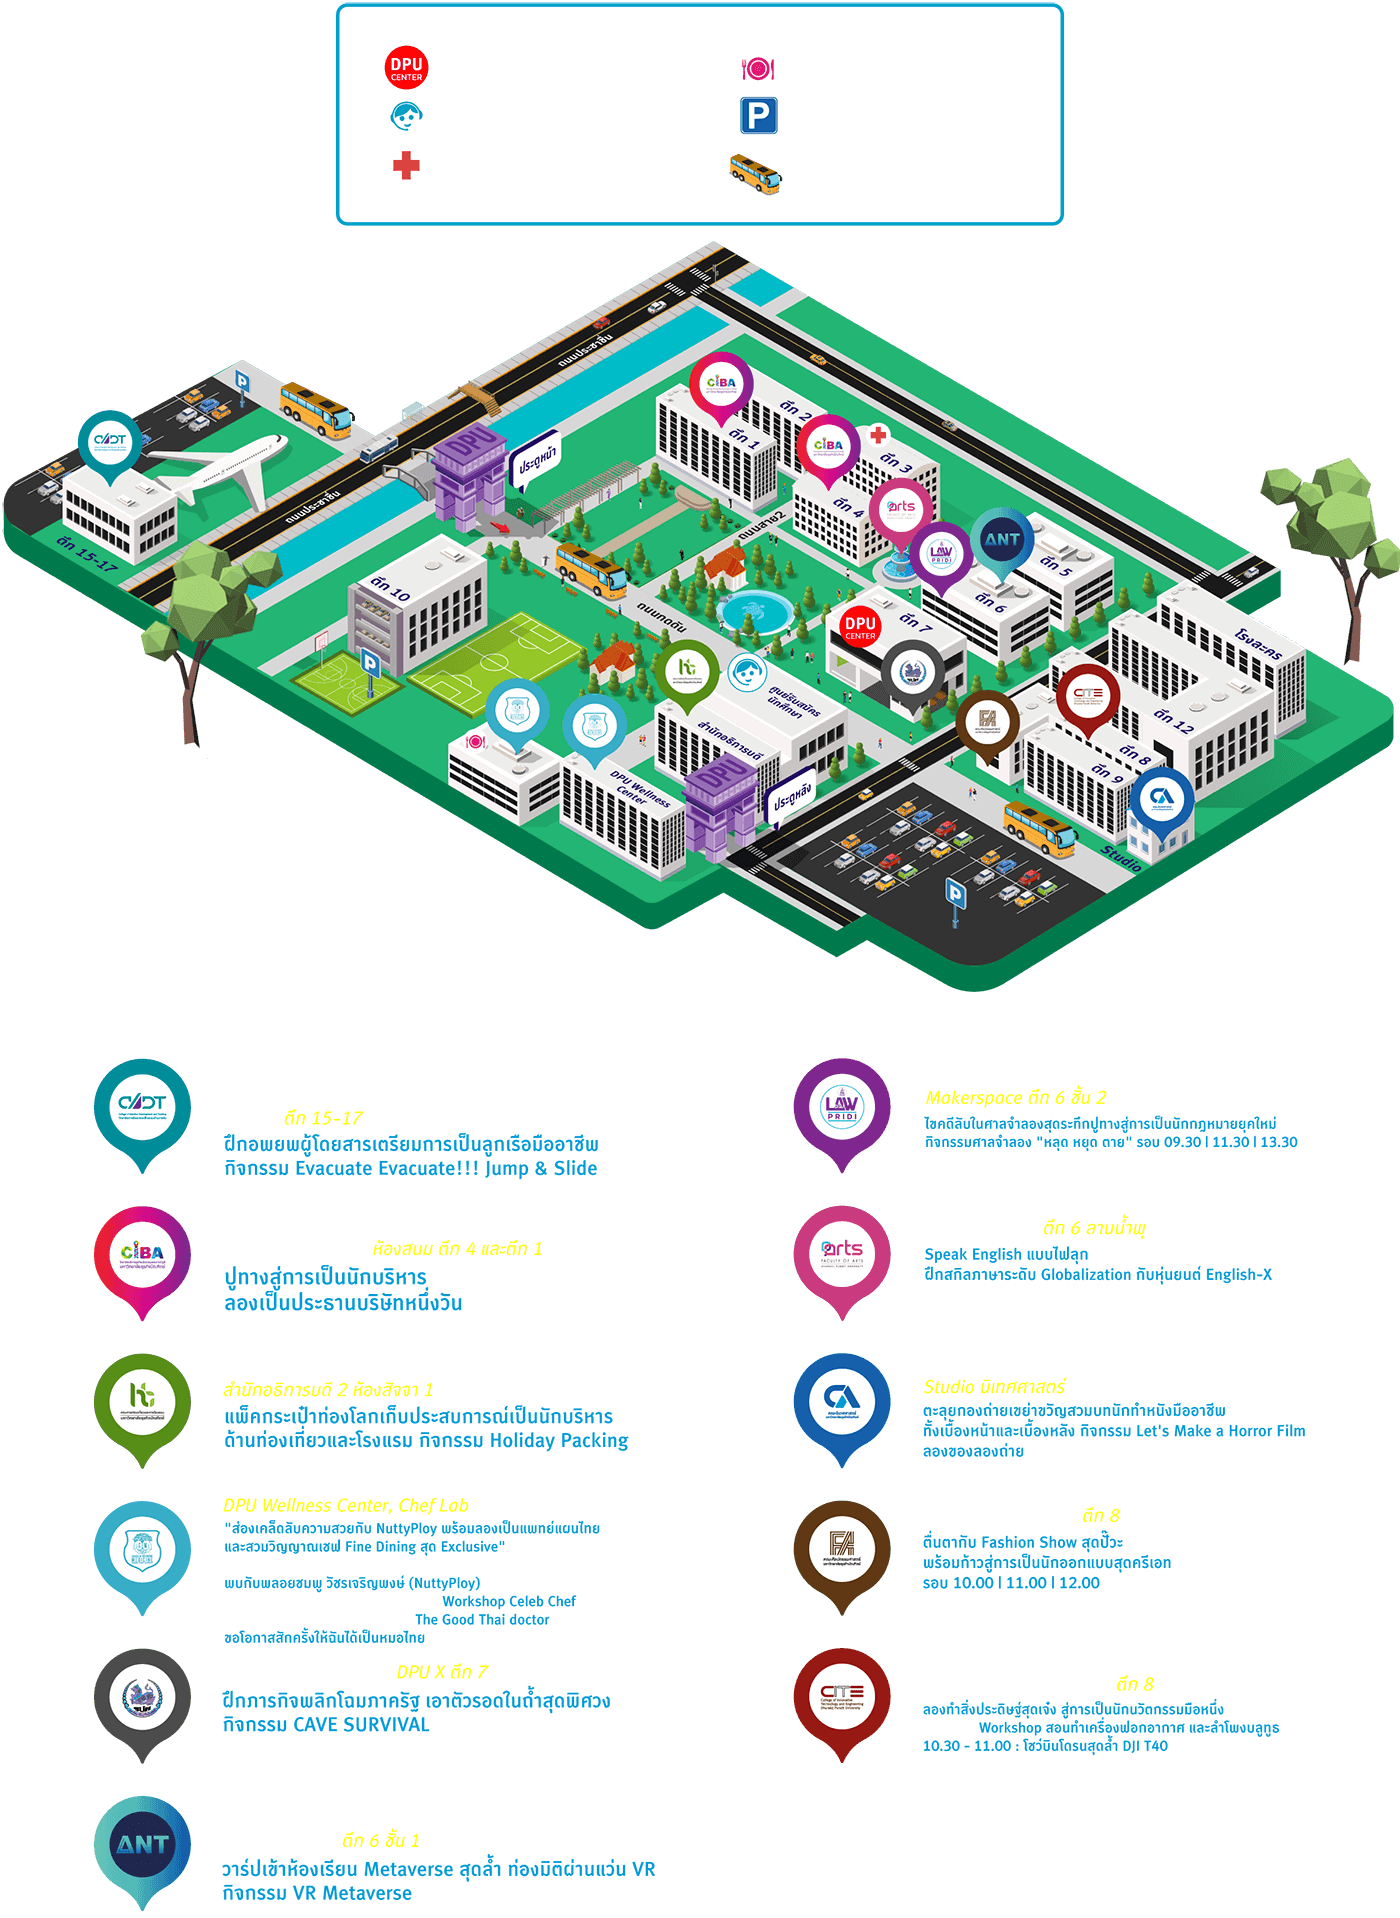 DPU
CENTER
P
ถนนประชาชื่น
CIBA
P
ตึก 1
ตึก 2
DPU
ประตูหน้า
CADT
CIBA
ตึก 3
ตึก 4
arts
ถนนประชาชื่น
ถนนสาย2
LAW
PRIDI
ANT
ตึก 5
ตึก 15-17
ตึก 10
ตึก 6
ถนนกดดัน
DPU
CENTER
ตึก 7
โรงละคร
P
ศูนย์รับสมัคร
นักศึกษา
CITE
ตึก 12
FA
สำนักอธิการบดี
ตึก 8
ตึก 9
DPU
DPU Wellness
Center
ประตูหลัง
CA
Studio
P
CADT
ตึก 15-17
ฝึกอพยพผู้โดยสารเตรียมการเป็นลูกเรือมืออาชีพ
กิจกรรม Evacuate Evacuate!!! Jump & Slide
CIBA
ห้องสนม ตึก 4 และตึก 1
ปูทางสู่การเป็นนักบริหาร
ลองเป็นประธานบริษัทหนึ่งวัน
สำนักอธิการบดี 2 ห้องสัจจา 1
แพ็คกระเป๋าท่องโลกเก็บประสบการณ์เป็นนักบริหาร
ด้านท่องเที่ยวและโรงแรม กิจกรรม Holiday Packing
DPU Wellness Center, Chef Lab
"ส่องเคล็ดลับความสวยกับ NuttyPloy พร้อมลองเป็นแพทย์แผนไทย
และสวมวิญญาณเชฟ Fine Dining สุด Exclusive"
พบกับพลอยชมพู วัชรเจริญพงษ์ (NuttyPloy)
Workshop Celeb Chef
The Good Thai doctor
ขอโอกาสสักครั้งให้ฉันได้เป็นหมอไทย
DPU X ตึก 7
ฝึกภารกิจพลิกโฉมภาครัฐ เอาตัวรอดในถ้ำสุดพิศวง
กิจกรรม CAVE SURVIVAL
ANT
ตึก 6 ชั้น 1
วาร์ปเข้าห้องเรียน Metaverse สุดล้ำ ท่องมิติผ่านแว่น VR
กิจกรรม VR Metaverse
LAW
PRIDI
Makerspace ตึก 6 ชั้น 2
ไขคดีลับในศาลจำลองสุดระทึกปูทางสู่การเป็นนักกฎหมายยุคใหม่
กิจกรรมศาลจำลอง "หลุด หยุด ตาย" รอบ 09.30 | 11.30 | 13.30
arts
FACULTY OF ARTS
ตึก 6 ลานน้ำพุ
Speak English แบบไฟลุก
ฝึกสกิลภาษาระดับ Globalization กับหุ่นยนต์ English-X
CA
Studio นิเทศศาสตร์
ตะลุยกองถ่ายเขย่าขวัญสวมบทนักทำหนังมืออาชีพ
ทั้งเบื้องหน้าและเบื้องหลัง กิจกรรม Let's Make a Horror Film
ลองของลองถ่าย
FA
ตึก 8
ตื่นตากับ Fashion Show สุดปัวะ
พร้อมก้าวสู่การเป็นนักออกแบบสุดครีเอท
รอบ 10.00 | 11.00 | 12.00
CITE
ตึก 8
ลองทำสิ่งประดิษฐ์สุดเจ๋ง สู่การเป็นนักนวัตกรรมมือหนึ่ง
Workshop สอนทำเครื่องฟอกอากาศ และลำโพงบลูทูธ
10.30 - 11.00 : โชว์บินโดรนสุดล้ำ DJI T40